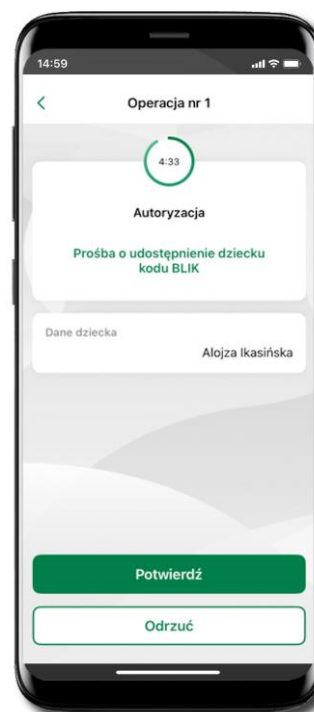 14:59
Operacja nr 1
4:33
Autoryzacja
Prośba o udostępnienie dziecku
kodu BLIK
Dane dziecka
Alojza Ikasińska
Potwierdź
Odrzuć